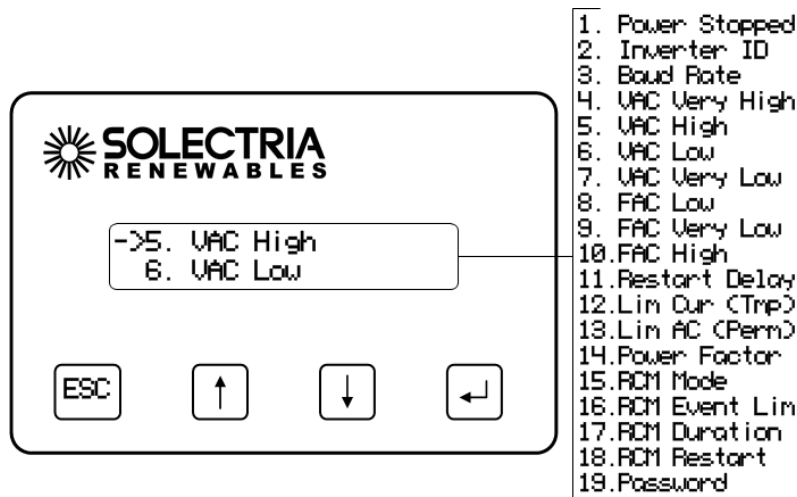 SOLECTRIA
RENEWABLES
->5. VAC High
6. VAC Low
ESC
1. Power Stopped
2. Inverter ID
3. Baud Rate
4. VAC Very High
5. VAC High
6. VAC Low
7. VAC Very Low
8. FAC Low
9. FAC Very Low
10.FAC High
11.Restart Delay
12.Lim Cur (Tmp)
13.Lim AC (Perm)
14.Power Factor
15.RCM Mode
16.RCM Event Lim
17.RCM Duration
18.RCM Restart
19.Password